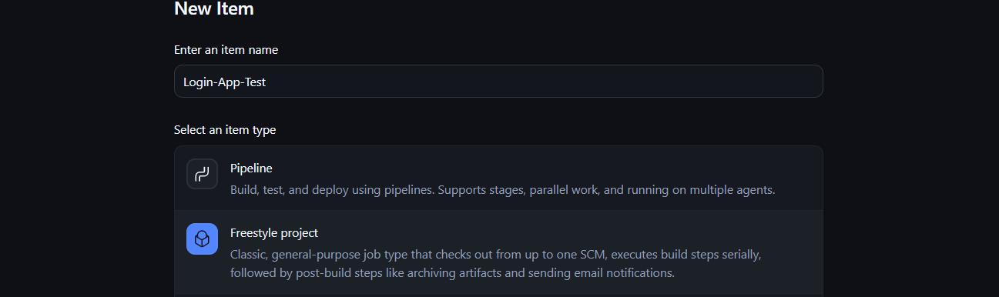 New Item
Enter an item name
Login-App-Test
Select an item type
Pipeline
Build, test, and deploy using pipelines. Supports stages, parallel work, and running on multiple agents.
Freestyle project
Classic, general-purpose job type that checks out from up to one SCM, executes build steps serially,
followed by post-build steps like archiving artifacts and sending email notifications.